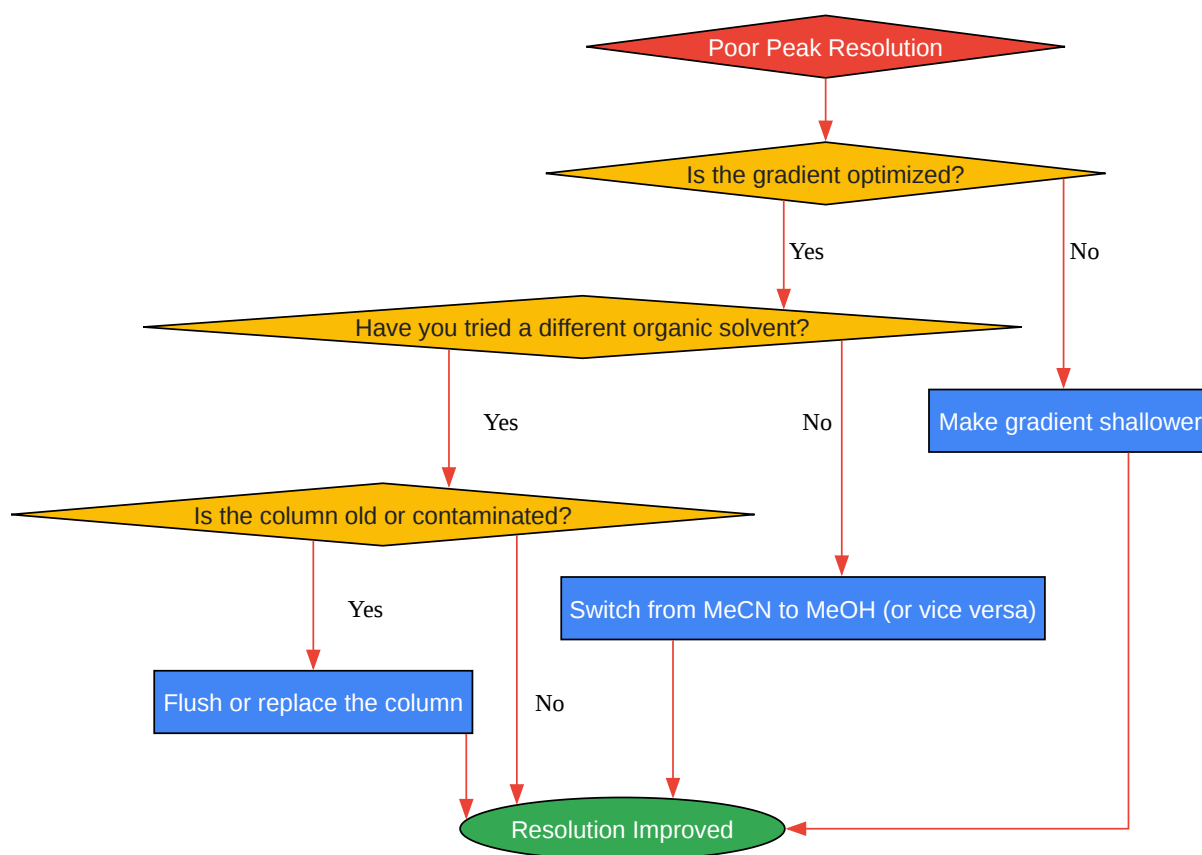 Poor Peak Resolution
Is the gradient optimized?
Yes
No
Have you tried a different organic solvent?
Yes
No
Make gradient shallower
Is the column old or contaminated?
Yes
Switch from MeCN to MeOH (or vice versa)
Flush or replace the column
No
Resolution Improved